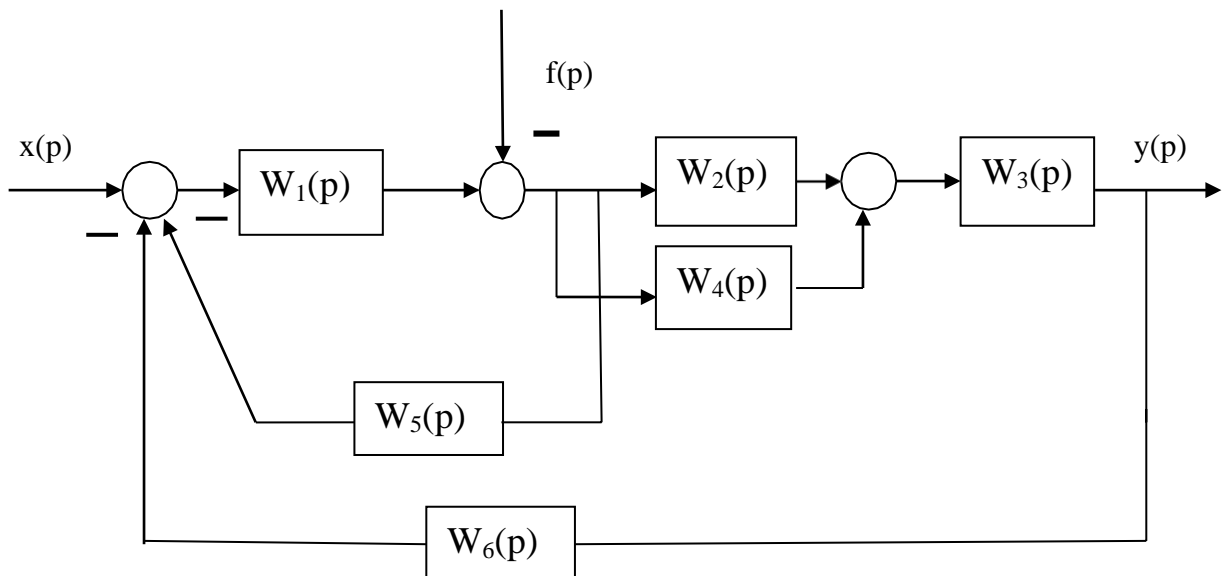 f(p)
x(p)
W₁(p)
W₂(p)
W₃(p)
y(p)
W₄(p)
W₅(p)
W₆(p)